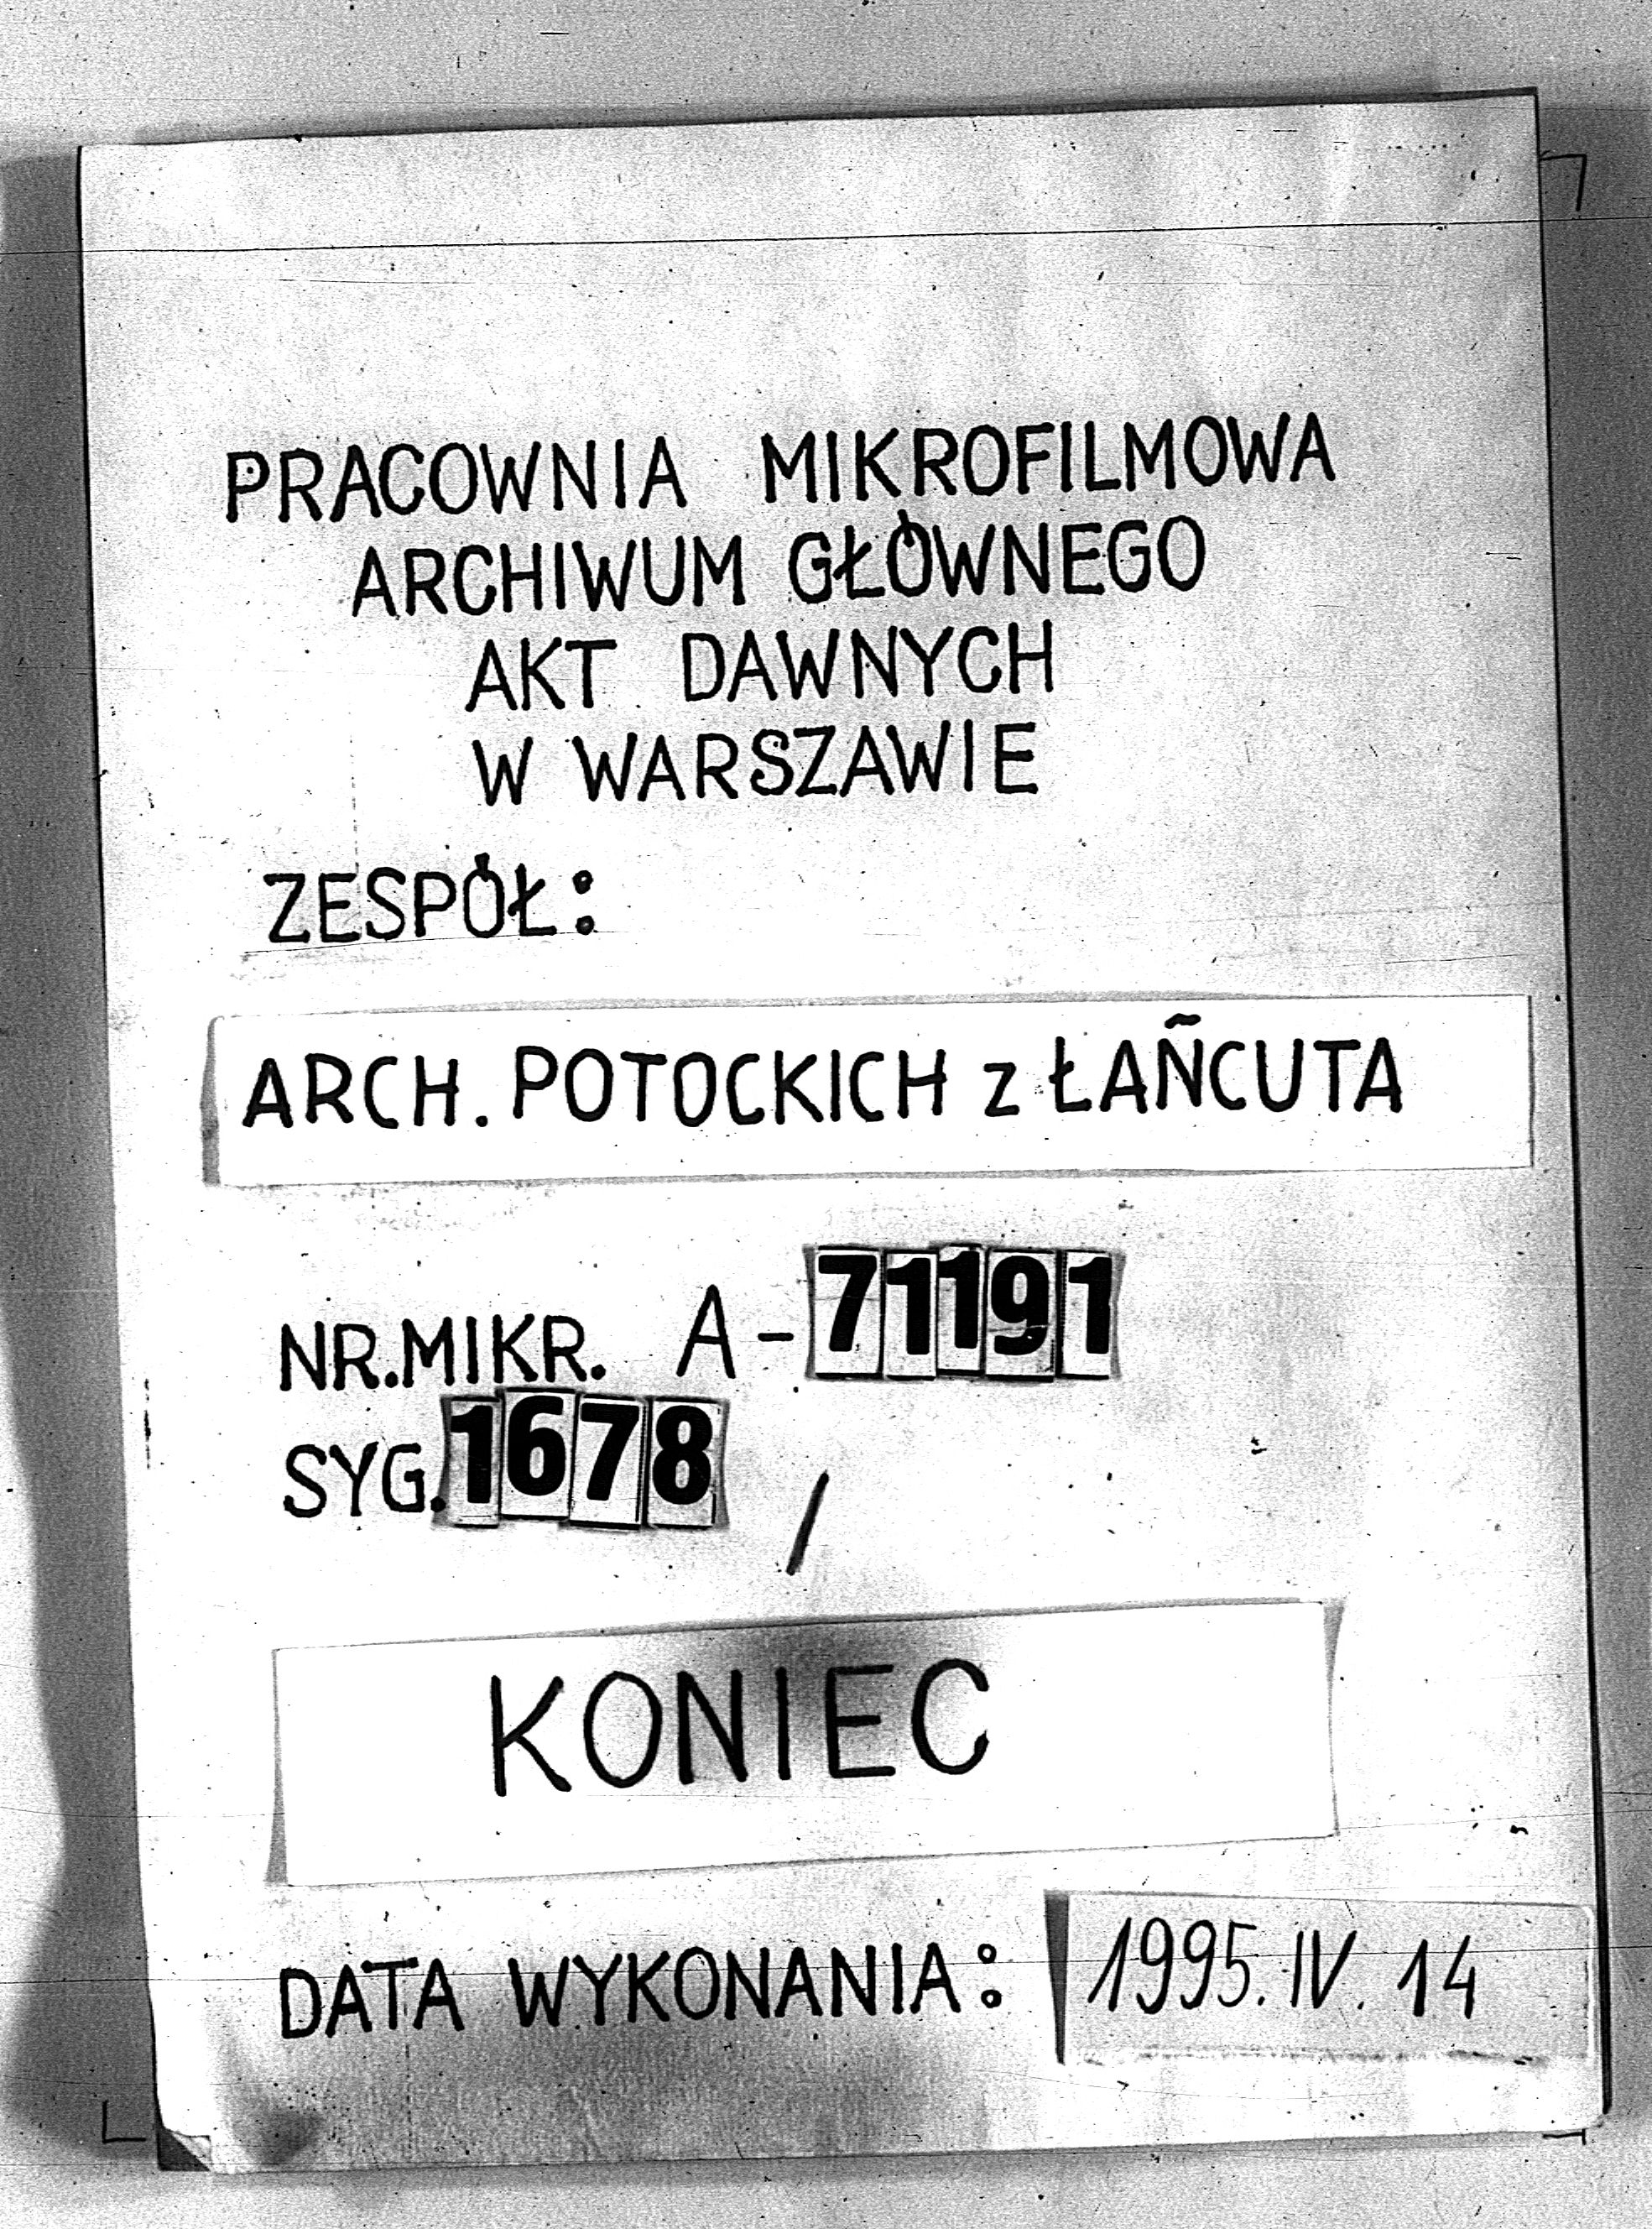 PRACOWNIA MIKROFILMOWA
ARCHIWUM GŁÓWNEGO
AKT DAWNYCH
W WARSZAWIE
ZESPÓŁ:
ARCH. POTOCKICH z ŁAŃCUTA
NR.MIKR. A-71191
SYG.1678 /
KONIEC
DATA WYKONANIA: 1995.IV.14